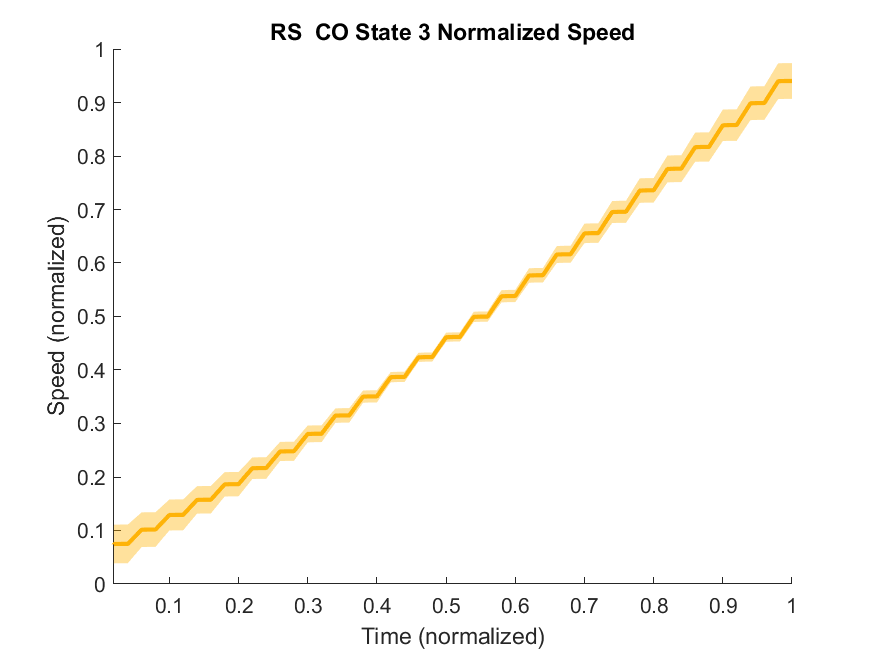 RS  CO State 3 Normalized Speed
1
0.9
0.8
0.7
0.6
0.5
0.4
0.3
0.2
0.1
0
Speed (normalized)
0.1 0.2 0.3 0.4 0.5 0.6 0.7 0.8 0.9 1
Time (normalized)